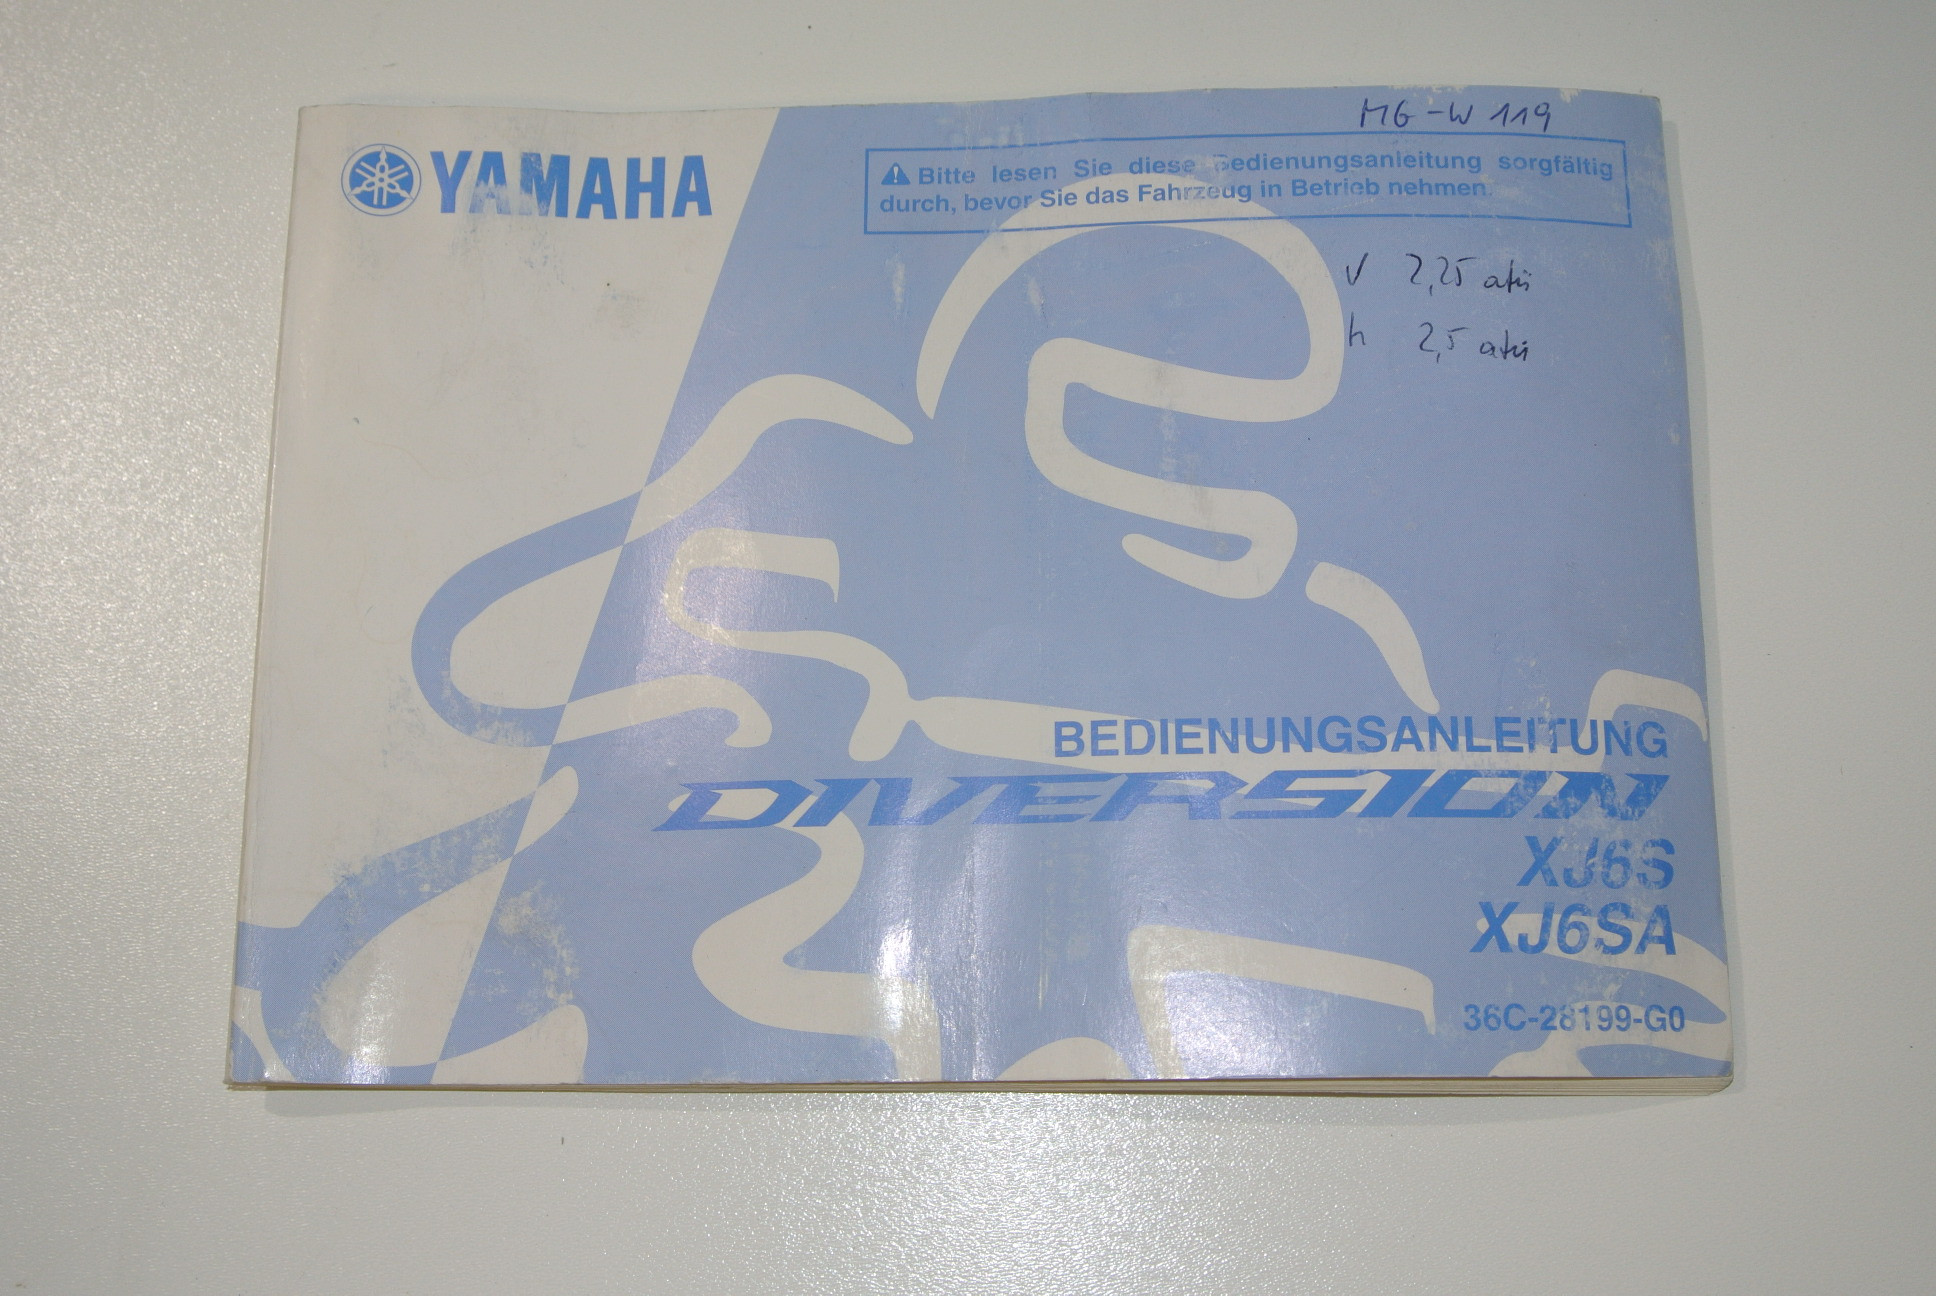 MG-W 119
YAMAHA
Bitte lesen Sie diese Bedienungsanleitung sorgfältig
durch, bevor Sie das Fahrzeug in Betrieb nehmen.
V 2,25 atü
h 2,5 atü
BEDIENUNGSANLEITUNG
DIVERSION
XJ6S
XJ6SA
36C-28199-G0